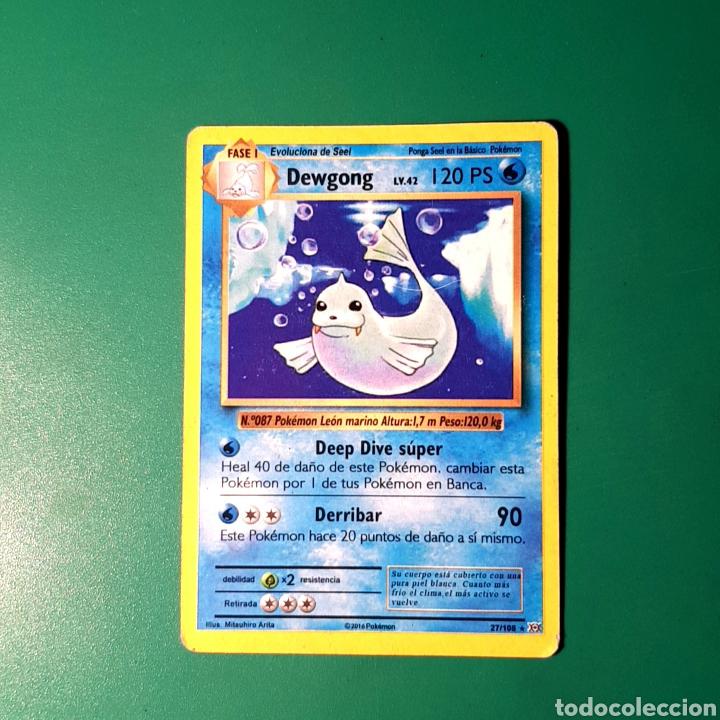 FASE 1
Evoluciona de Seel
Ponga Seel en la Básico Pokémon
Dewgong LV.42 120 PS
N.º087 Pokémon León marino Altura:1,7 m Peso:120,0 kg
Deep Dive súper
Heal 40 de daño de este Pokémon, cambiar esta
Pokémon por 1 de tus Pokémon en Banca.
Derribar 90
Este Pokémon hace 20 puntos de daño a sí mismo.
debilidad x2 resistencia
Retirada
Su cuerpo está cubierto con una
pura piel blanca. Cuanto más
frío el clima,el más activo se
vuelve.
Illus. Mitsuhiro Arita
©2016 Pokémon
27/108 ★
todocoleccion